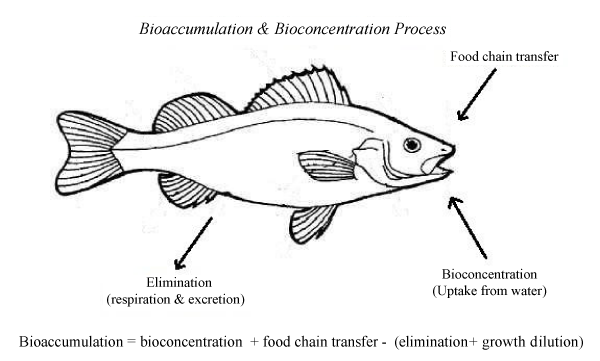 Bioaccumulation & Bioconcentration Process
Food chain transfer
Elimination
(respiration & excretion)
Bioconcentration
(Uptake from water)
Bioaccumulation = bioconcentration + food chain transfer - (elimination+ growth dilution)